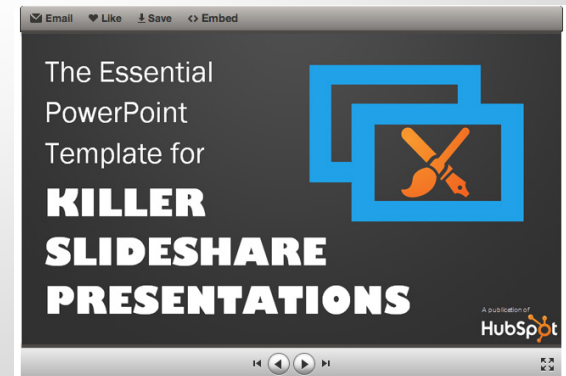 Email Like Save Embed
The Essential
PowerPoint
Template for
KILLER
SLIDESHARE
PRESENTATIONS
A publication of
HubSpot